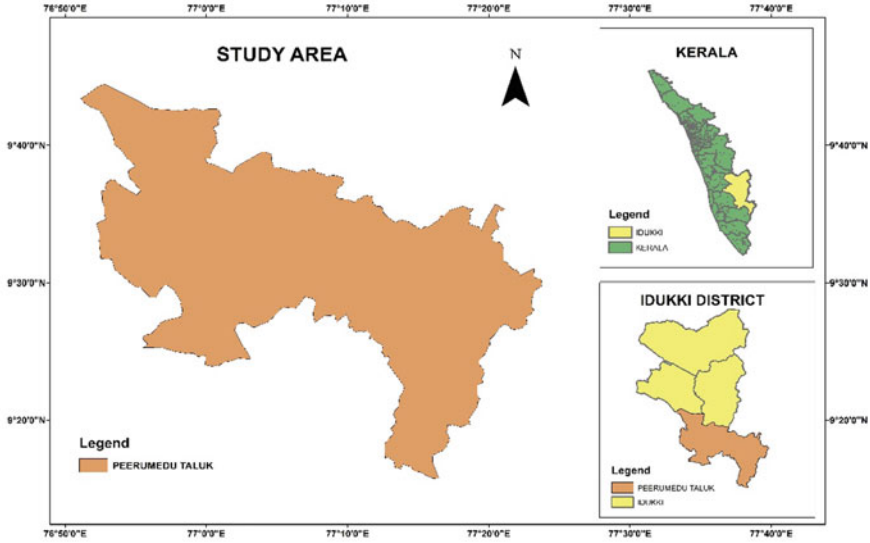 76°50'0"E 77°0'0"E 77°10'0"E 77°20'0"E 77°30'0"E 77°40'0"E
STUDY AREA
N
9°40'0"N
9°30'0"N
9°20'0"N
Legend
PEERUMEDU TALUK
KERALA
Legend
IDUKKI
KERALA
IDUKKI DISTRICT
Legend
PEERUMEDU TALUK
IDUKKI
9°40'0"N
9°30'0"N
9°20'0"N
76°50'0"E 77°0'0"E 77°10'0"E 77°20'0"E 77°30'0"E 77°40'0"E